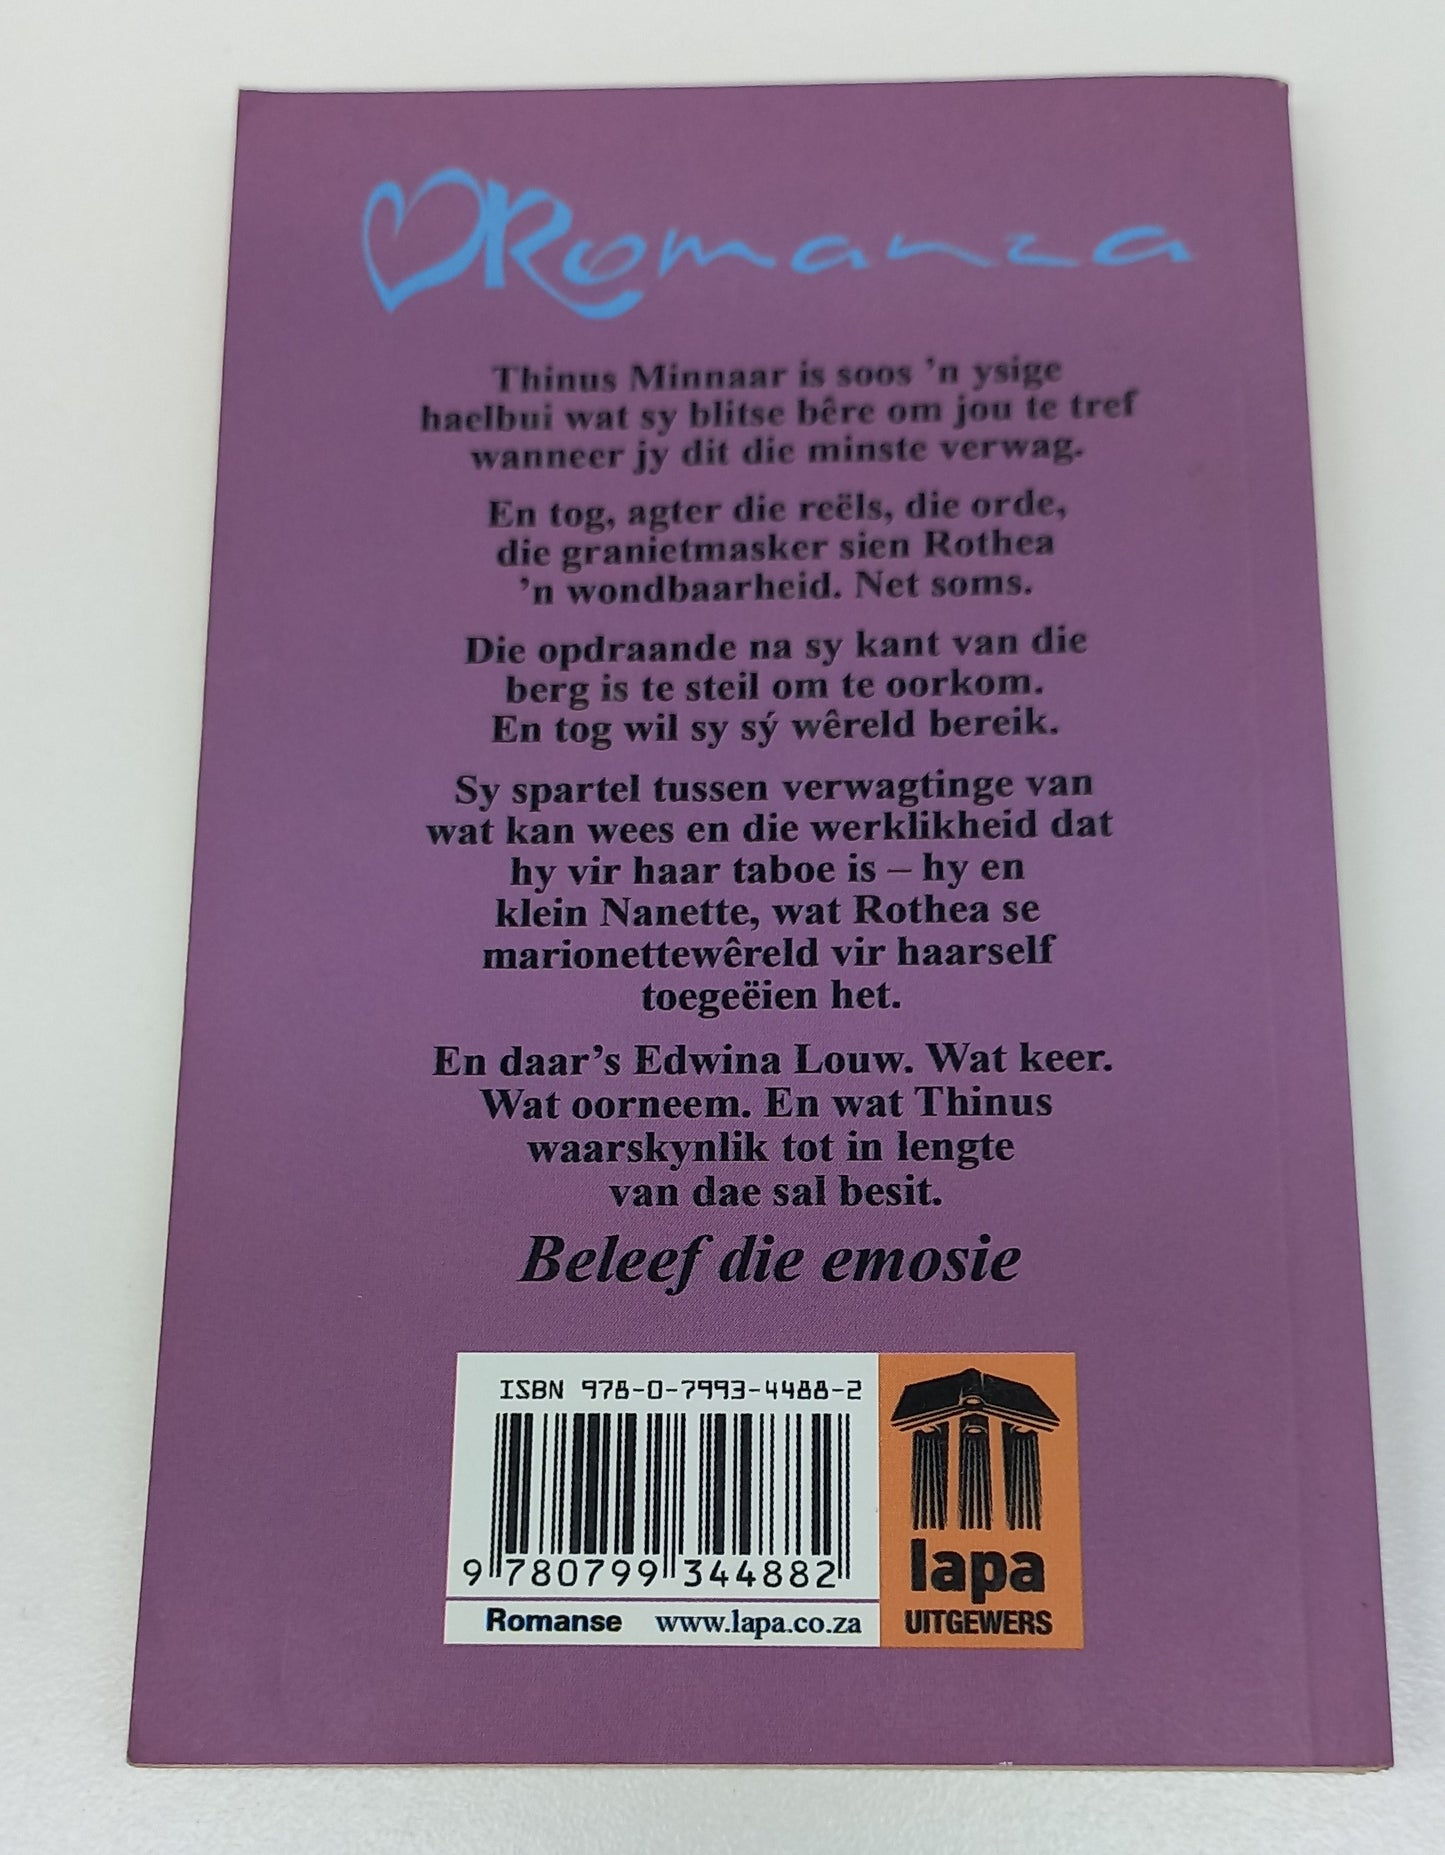 Romanza
Thinus Minnaar is soos ’n ysige
haelbui wat sy blitse bêre om jou te tref
wanneer jy dit die minste verwag.
En tog, agter die reëls, die orde,
die granietmasker sien Rothea
’n wondbaarheid. Net soms.
Die opdraande na sy kant van die
berg is te steil om te oorkom.
En tog wil sy sý wêreld bereik.
Sy spartel tussen verwagtinge van
wat kan wees en die werklikheid dat
hy vir haar taboe is – hy en
klein Nanette, wat Rothea se
marionettewêreld vir haarself
toegeëien het.
En daar’s Edwina Louw. Wat keer.
Wat oorneem. En wat Thinus
waarskynlik tot in lengte
van dae sal besit.
Beleef die emosie
ISBN 978-0-7993-4488-2
9 780799 344882
Romanse www.lapa.co.za
lapa
UITGEWERS